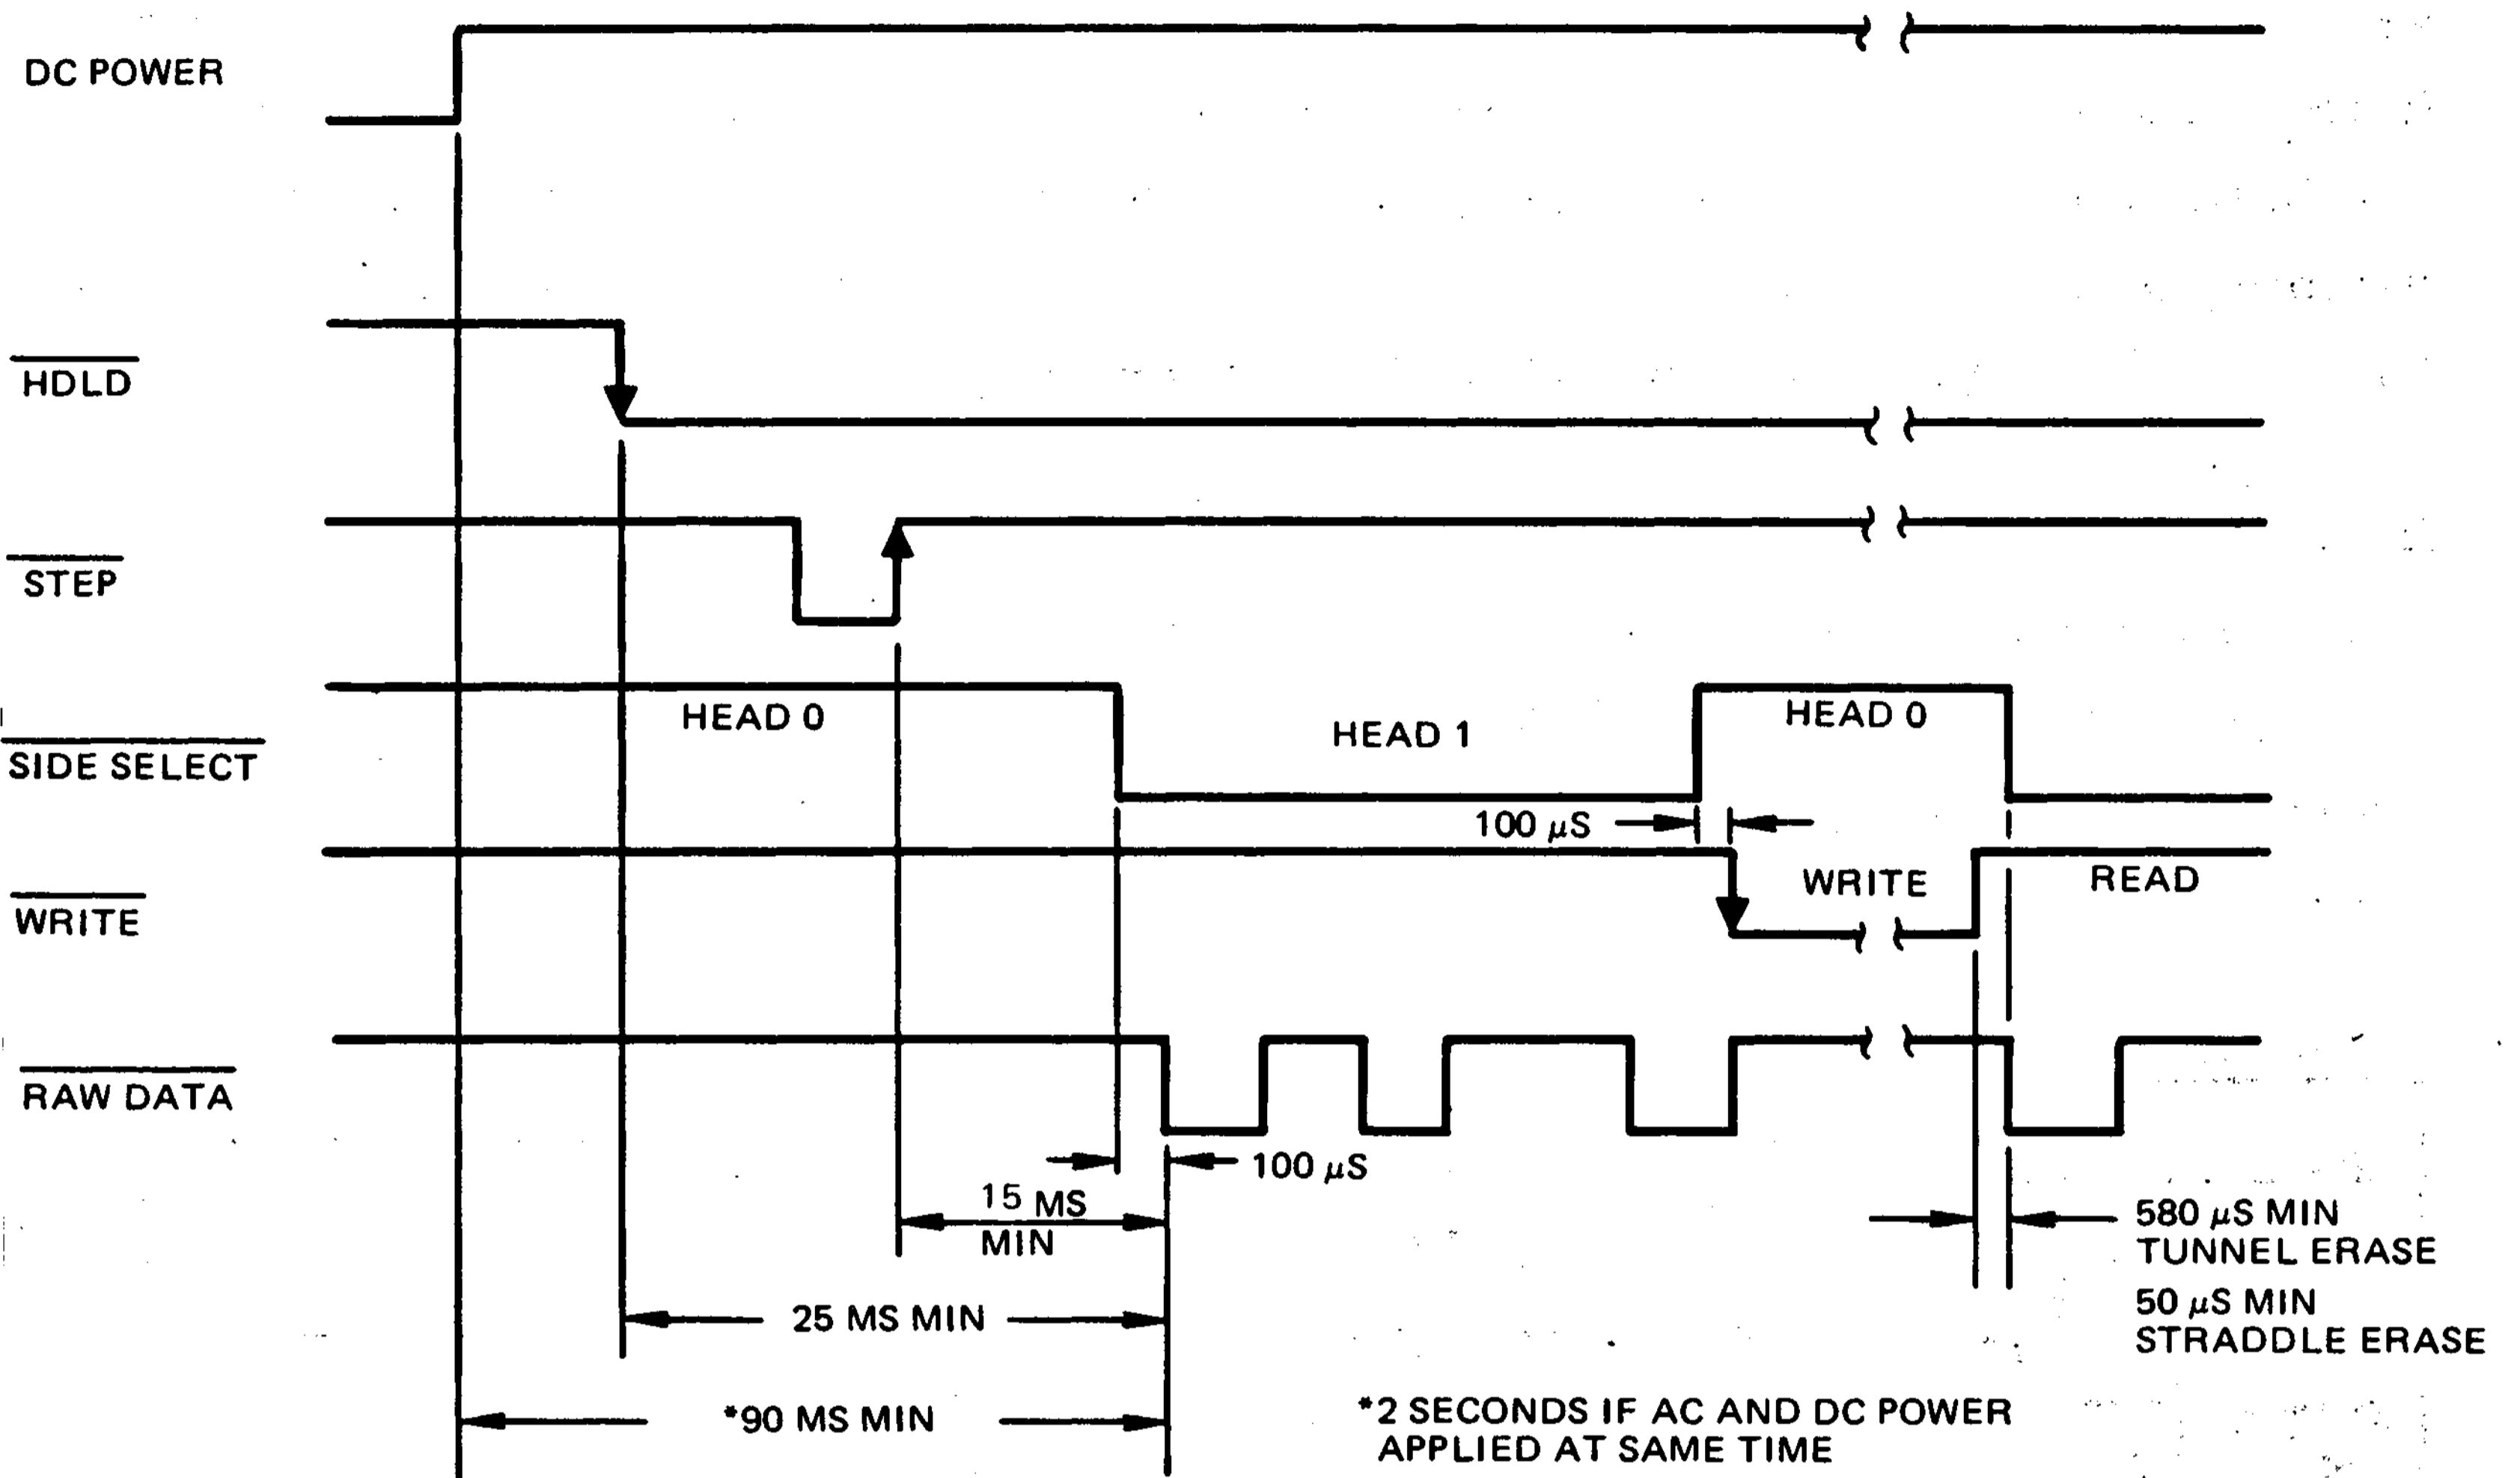 DC POWER
HDLD
STEP
HEAD 0
HEAD 1
HEAD 0
SIDE SELECT
100 μS
WRITE
READ
WRITE
RAW DATA
100 μS
15 MS
MIN
580 μS MIN
TUNNEL ERASE
25 MS MIN
50 μS MIN
STRADDLE ERASE
*90 MS MIN
*2 SECONDS IF AC AND DC POWER
APPLIED AT SAME TIME